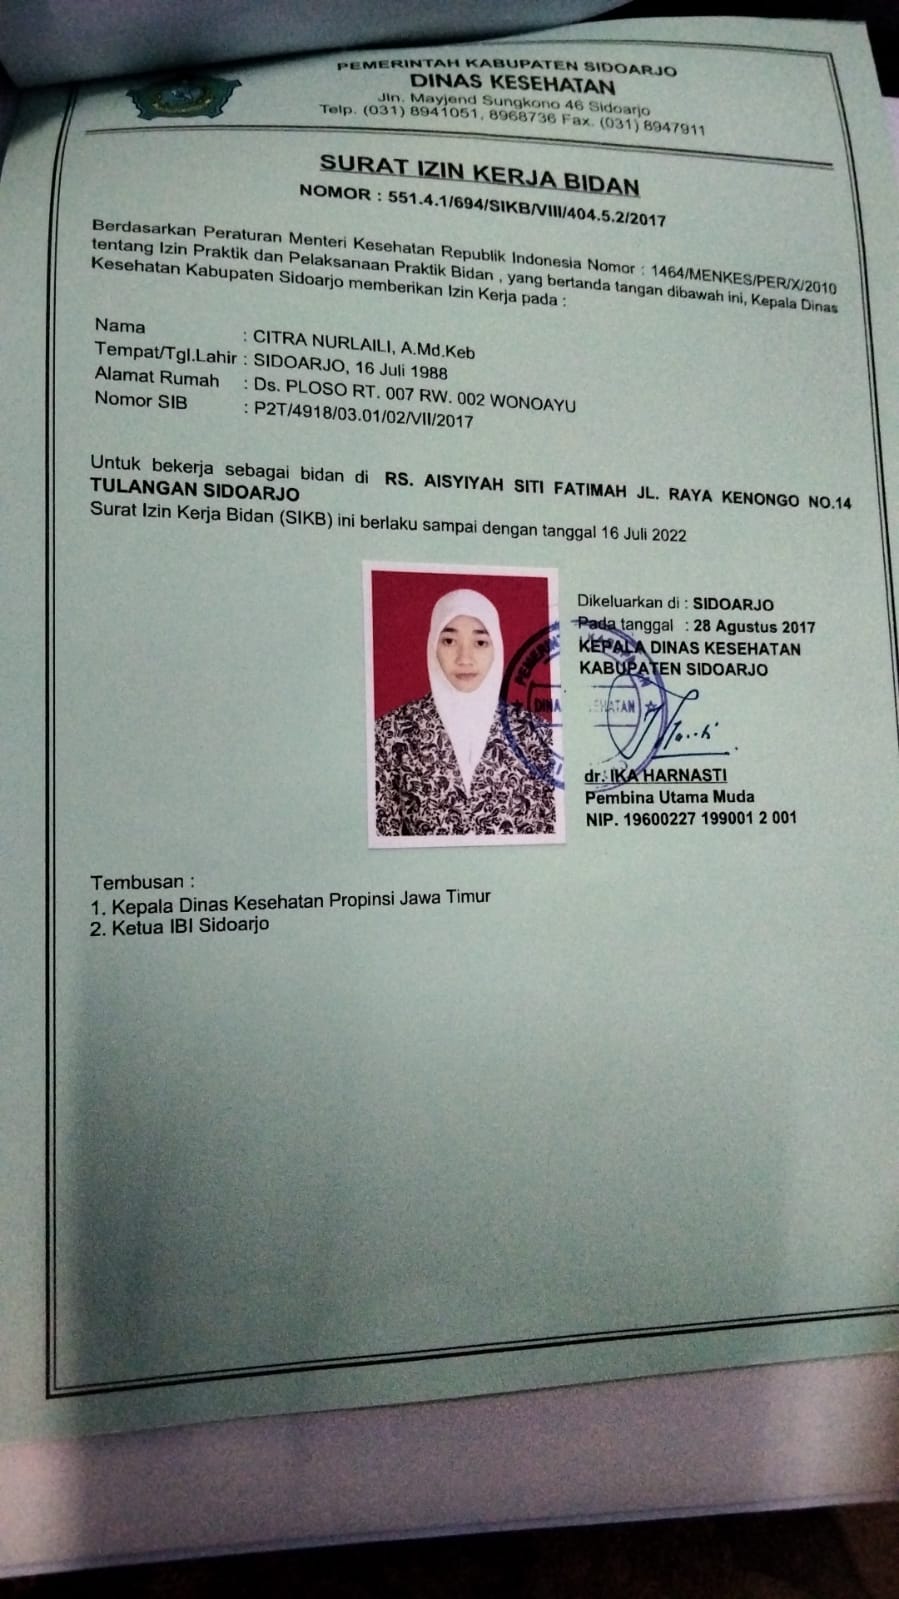 PEMERINTAH KABUPATEN SIDOARJO
DINAS KESEHATAN
Jln. Mayjend Sungkono 46 Sidoarjo
Telp. (031) 8941051, 8968736 Fax. (031) 8947911
SURAT IZIN KERJA BIDAN
NOMOR : 551.4.1/694/SIKB/VIII/404.5.2/2017
Berdasarkan Peraturan Menteri Kesehatan Republik Indonesia Nomor : 1464/MENKES/PER/X/2010
tentang Izin Praktik dan Pelaksanaan Praktik Bidan , yang bertanda tangan dibawah ini, Kepala Dinas
Kesehatan Kabupaten Sidoarjo memberikan Izin Kerja pada :
Nama : CITRA NURLAILI, A.Md.Keb
Tempat/Tgl.Lahir : SIDOARJO, 16 Juli 1988
Alamat Rumah : Ds. PLOSO RT. 007 RW. 002 WONOAYU
Nomor SIB : P2T/4918/03.01/02/VII/2017
Untuk bekerja sebagai bidan di RS. AISYIYAH SITI FATIMAH JL. RAYA KENONGO NO.14
TULANGAN SIDOARJO
Surat Izin Kerja Bidan (SIKB) ini berlaku sampai dengan tanggal 16 Juli 2022
Dikeluarkan di : SIDOARJO
Pada tanggal : 28 Agustus 2017
KEPALA DINAS KESEHATAN
KABUPATEN SIDOARJO
dr. IKA HARNASTI
Pembina Utama Muda
NIP. 19600227 199001 2 001
Tembusan :
1. Kepala Dinas Kesehatan Propinsi Jawa Timur
2. Ketua IBI Sidoarjo